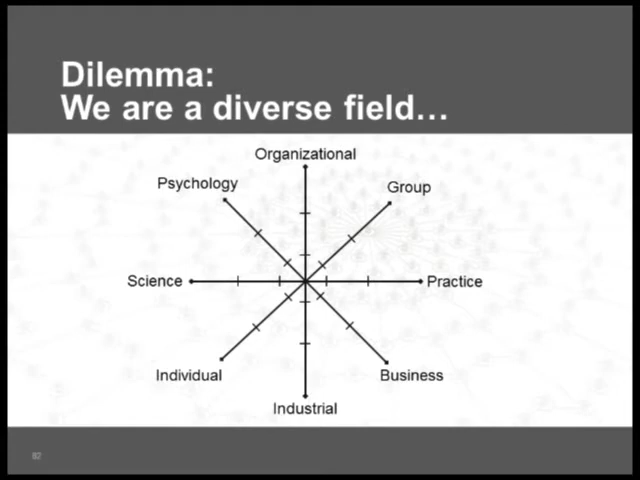 Dilemma:
We are a diverse field…
Organizational
Psychology
Group
Science
Practice
Individual
Business
Industrial